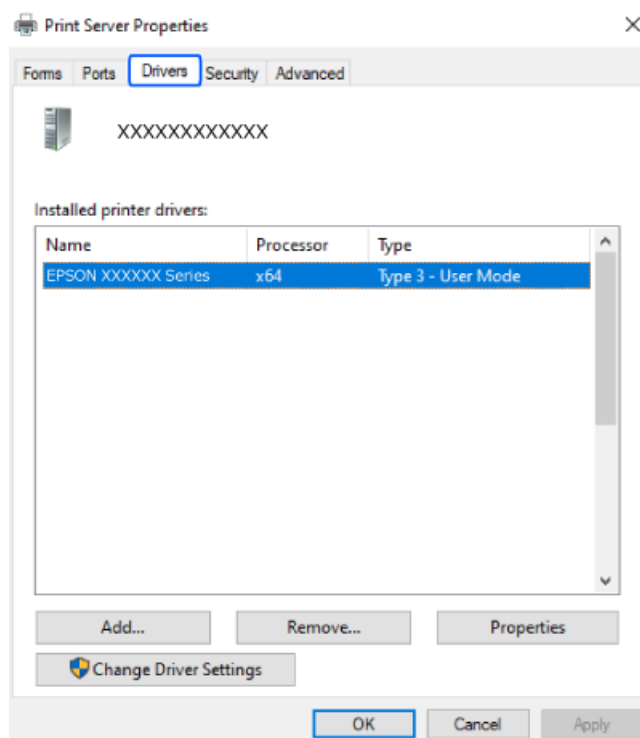 Print Server Properties
Forms Ports Drivers Security Advanced
XXXXXXXXXXXX
Installed printer drivers:
Name Processor Type
EPSON XXXXXX Series x64 Type 3 - User Mode
Add... Remove... Properties
Change Driver Settings
OK Cancel Apply